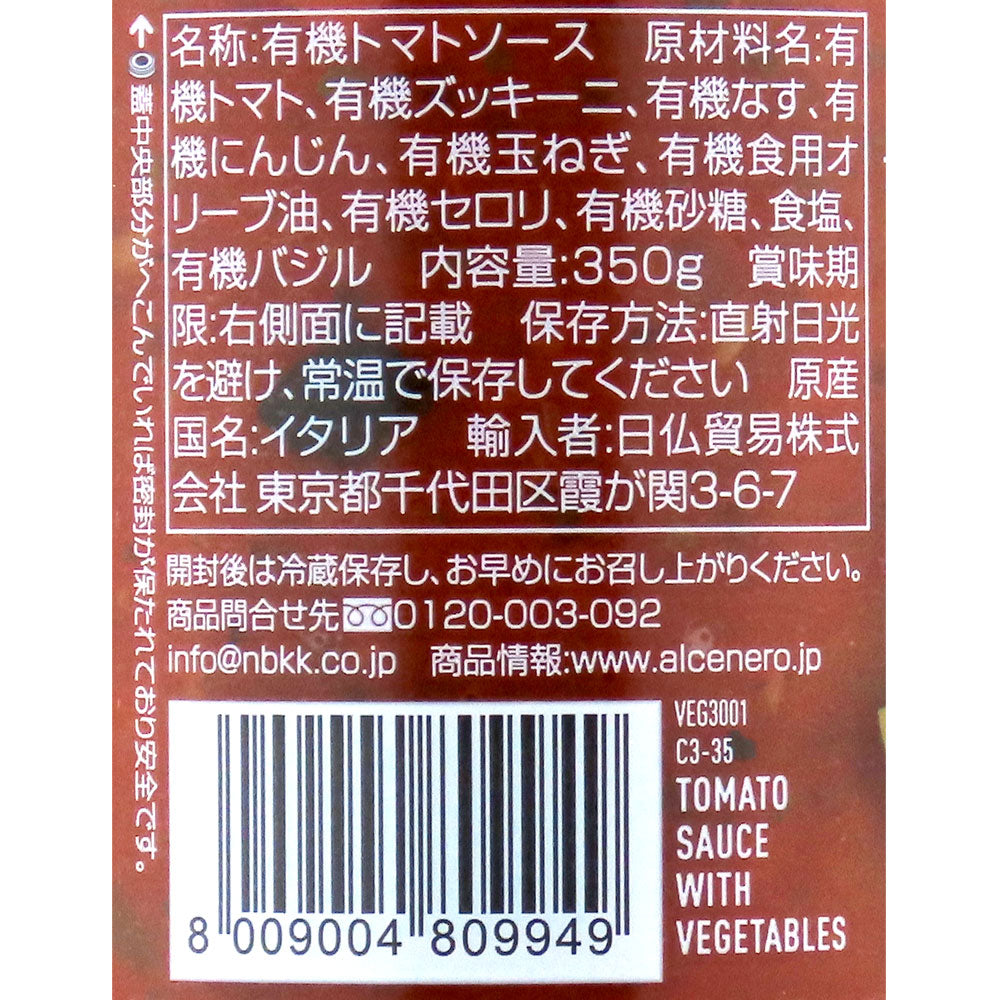 名称:有機トマトソース 原材料名:有
機トマト、有機ズッキーニ、有機なす、有
機にんじん、有機玉ねぎ、有機食用オ
リーブ油、有機セロリ、有機砂糖、食塩、
有機バジル 内容量:350g 賞味期
限:右側面に記載 保存方法:直射日光
を避け、常温で保存してください 原産
国名:イタリア 輸入者:日仏貿易株式
会社 東京都千代田区霞が関3-6-7
開封後は冷蔵保存し、お早めにお召し上がりください。
商品問合せ先 0120-003-092
info@nbkk.co.jp 商品情報:www.alcenero.jp
←蓋中央部分がへこんでいれば密封が保たれており安全です。
VEG3001
C3-35
TOMATO
SAUCE
WITH
VEGETABLES
8 009004 809949